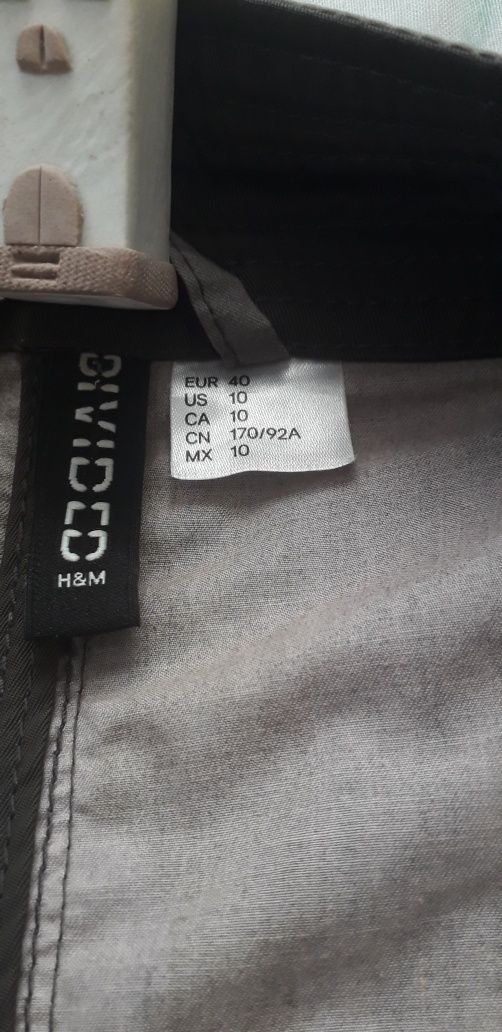 EUR 40
US 10
CA 10
CN 170/92A
MX 10
DIVIDED
H&M